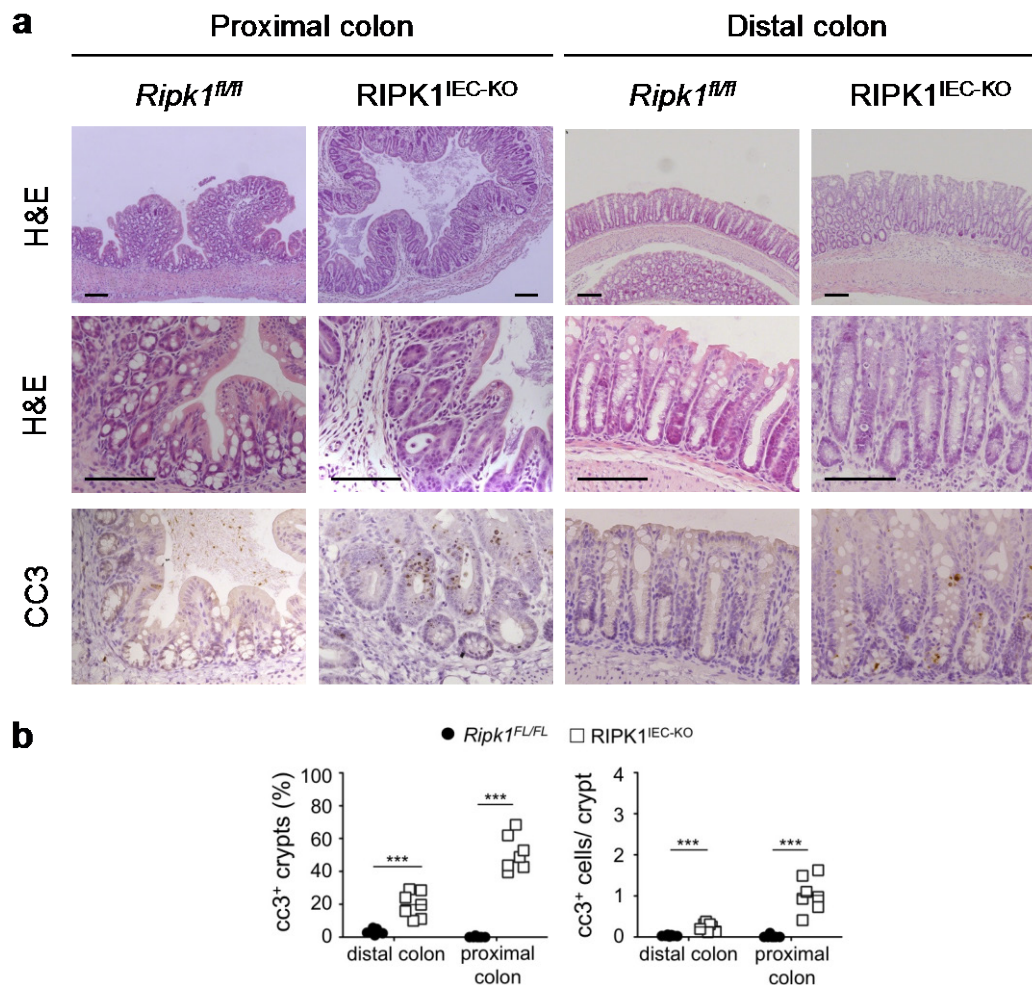 a
Proximal colon Distal colon
Ripk1fl/fl RIPK1IEC-KO Ripk1fl/fl RIPK1IEC-KO
H&E
H&E
CC3
b
Ripk1FL/FL RIPK1IEC-KO
cc3+ crypts (%)
100
80
60
40
20
0
***
***
distal colon proximal
colon
cc3+ cells/ crypt
4
3
2
1
0
***
***
distal colon proximal
colon